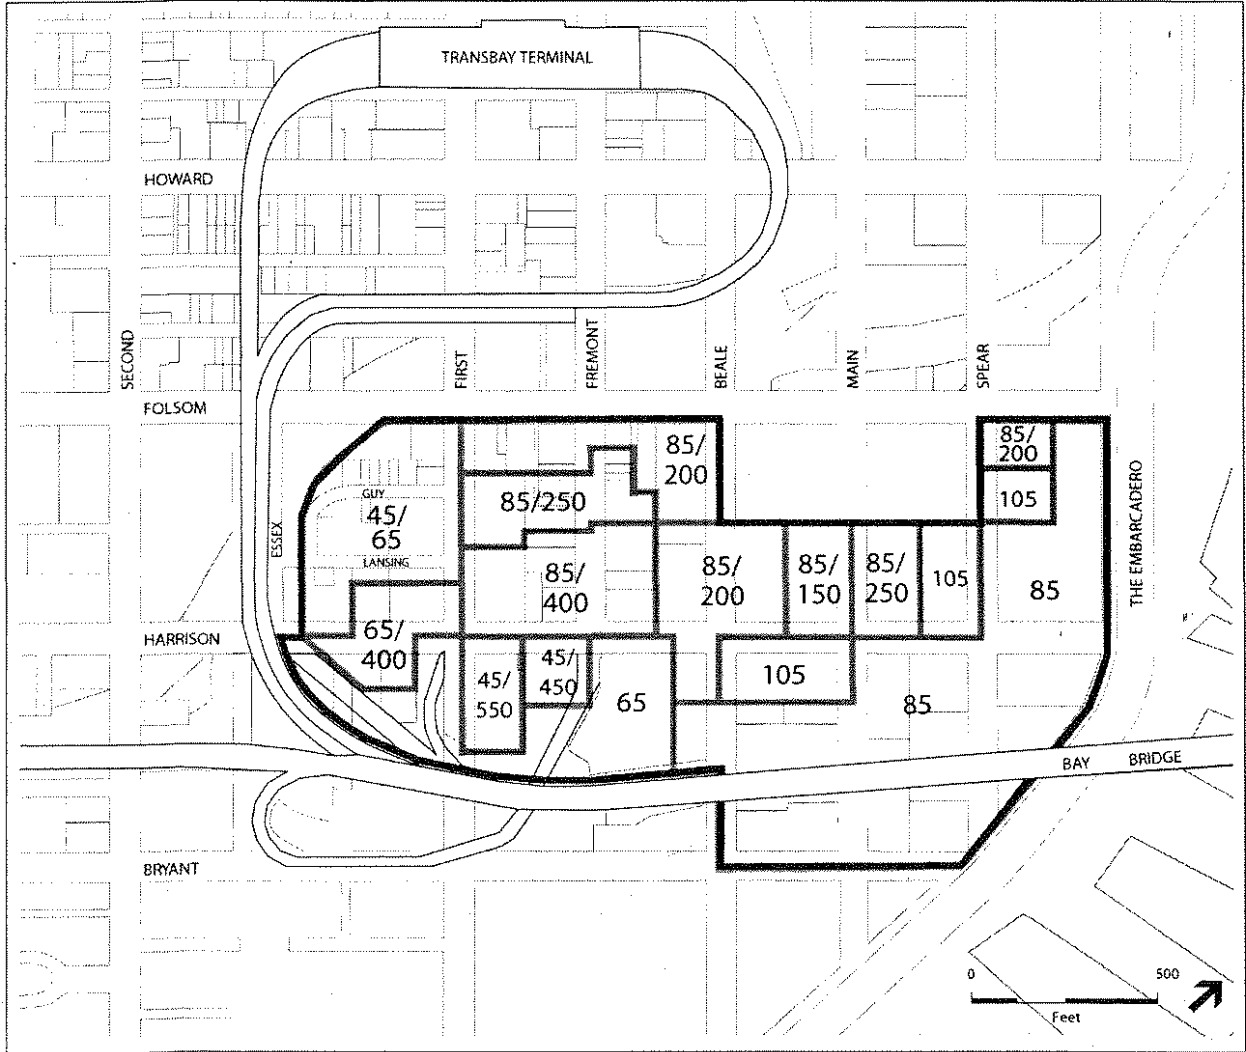 TRANSBAY TERMINAL
HOWARD
SECOND
FIRST
FREMONT
BEALE
MAIN
SPEAR
FOLSOM
THE EMBARCADERO
85/
200
85/
200
105
85/250
GUY
45/
65
ESSEX
LANSING
85/
400
85/
200
85/
150
85/
250
105
85
HARRISON
65/
400
45/
550
45/
450
65
105
85
BAY BRIDGE
BRYANT
0 500
Feet